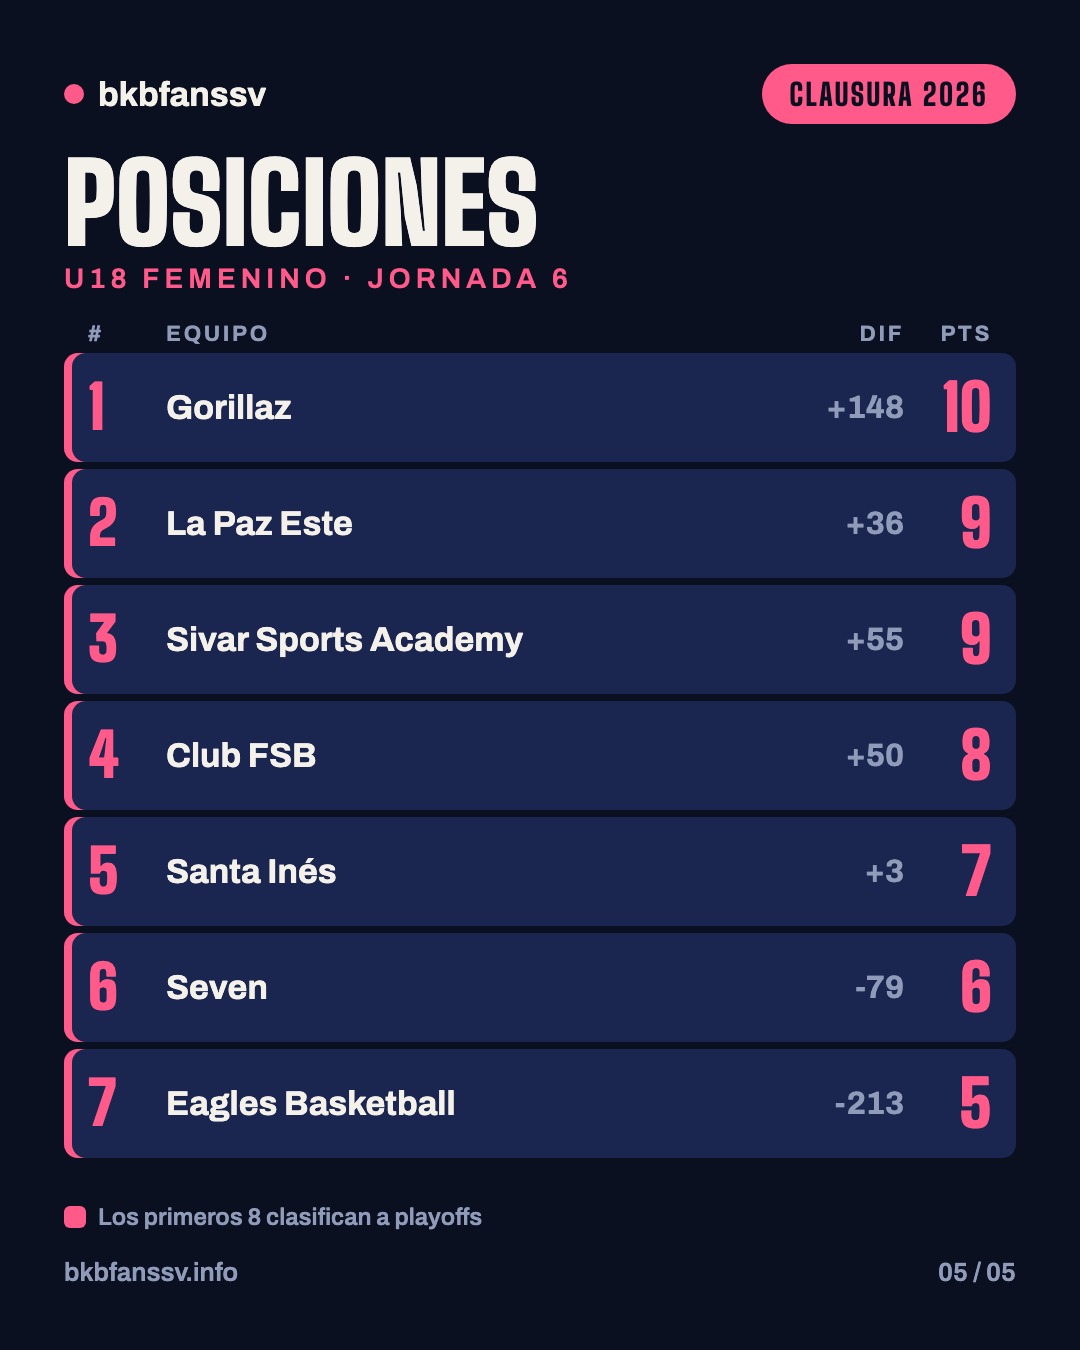 bkbfanssv
CLAUSURA 2026
POSICIONES
U18 FEMENINO · JORNADA 6
# EQUIPO DIF PTS
1 Gorillaz +148 10
2 La Paz Este +36 9
3 Sivar Sports Academy +55 9
4 Club FSB +50 8
5 Santa Inés +3 7
6 Seven -79 6
7 Eagles Basketball -213 5
Los primeros 8 clasifican a playoffs
bkbfanssv.info 05 / 05